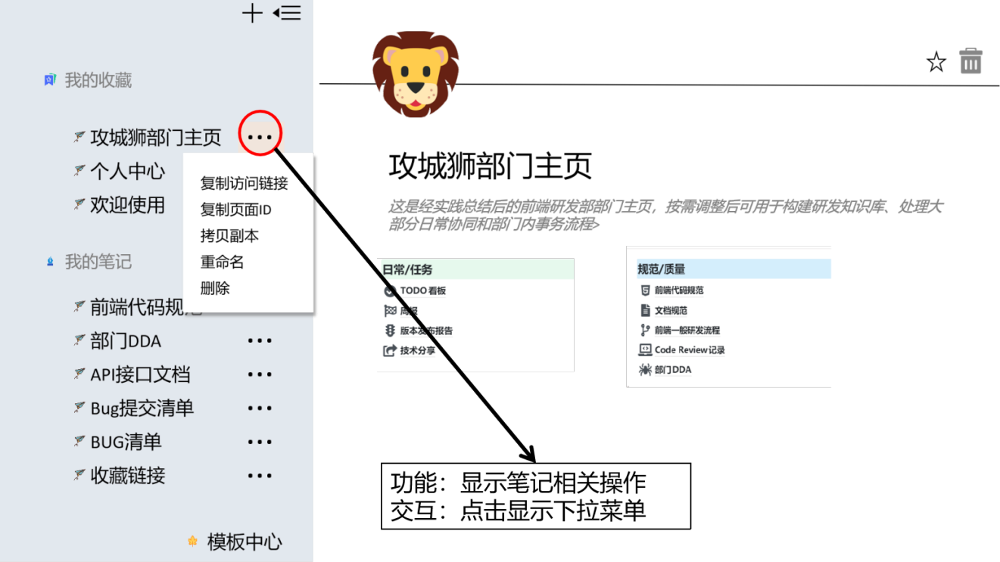 我的收藏
攻城狮部门主页
个人中心
欢迎使用
复制访问链接
复制页面ID
拷贝副本
重命名
删除
我的笔记
前端代码规
部门DDA
API接口文档
Bug提交清单
BUG清单
收藏链接
模板中心
攻城狮部门主页
这是经实践总结后的前端研发部部门主页，按需调整后可用于构建研发知识库、处理大
部分日常协同和部门内事务流程>
日常/任务
TODO 看板
周报
版本发布报告
技术分享
规范/质量
前端代码规范
文档规范
前端一般研发流程
Code Review记录
部门 DDA
功能：显示笔记相关操作
交互：点击显示下拉菜单